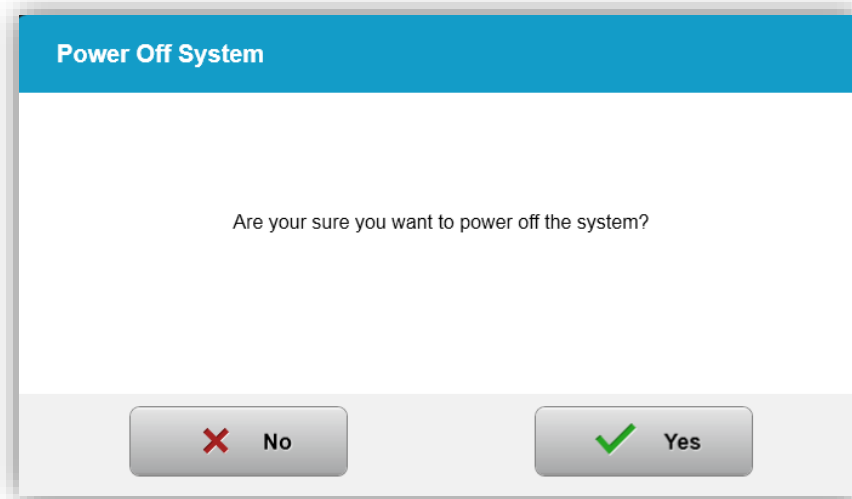 Power Off System
Are your sure you want to power off the system?
No
Yes